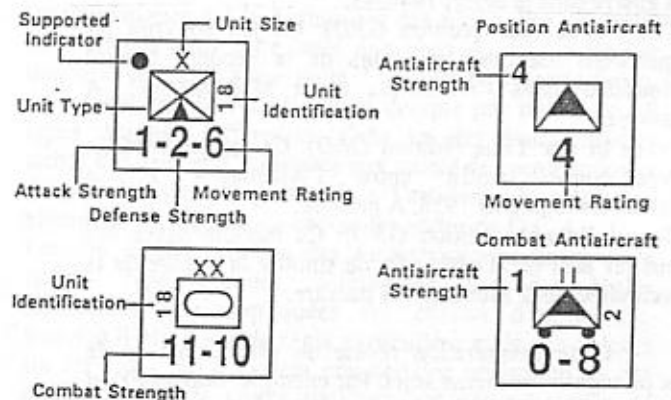 Supported
Indicator
Unit Size
X
Unit Type
18
Unit
Identification
1-2-6
Attack Strength
Movement Rating
Defense Strength
XX
Unit
Identification
18
11-10
Combat Strength
Position Antiaircraft
Antiaircraft
Strength
4
4
Movement Rating
Combat Antiaircraft
Antiaircraft
Strength
1
II
2
0-8